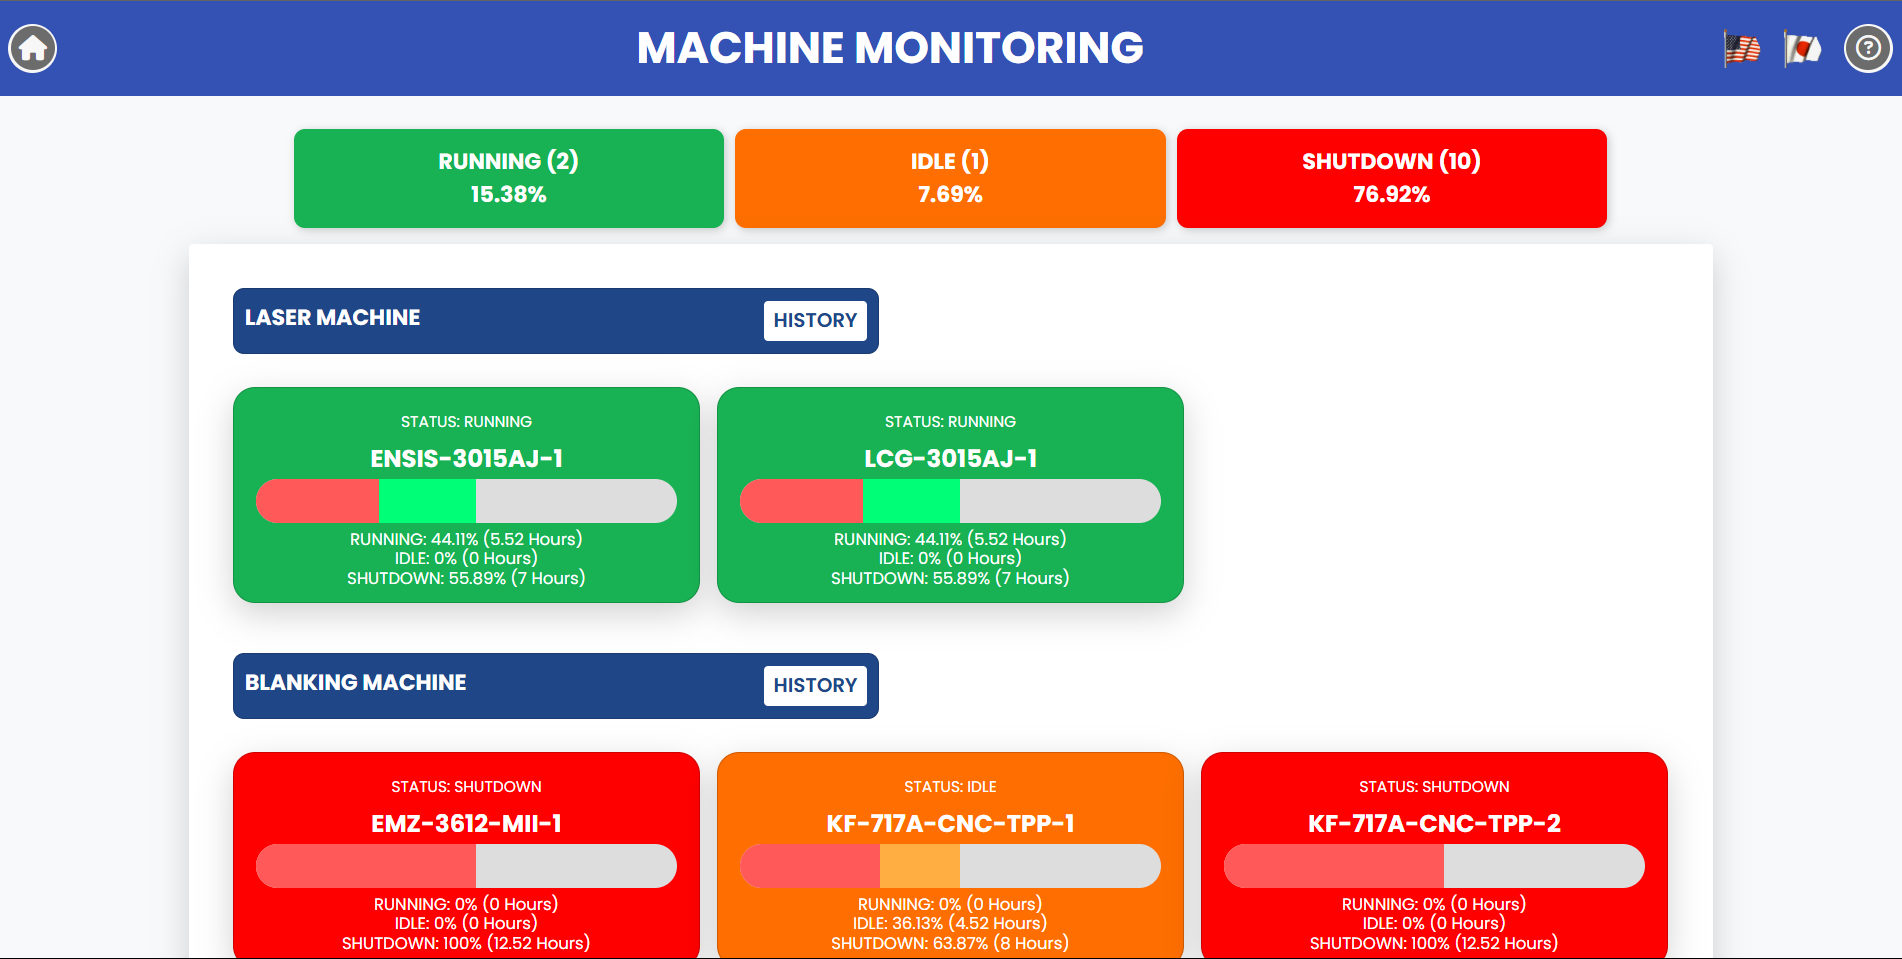 MACHINE MONITORING
?
RUNNING (2)
15.38%
IDLE (1)
7.69%
SHUTDOWN (10)
76.92%
LASER MACHINE
HISTORY
STATUS: RUNNING
ENSIS-3015AJ-1
RUNNING: 44.11% (5.52 Hours)
IDLE: 0% (0 Hours)
SHUTDOWN: 55.89% (7 Hours)
STATUS: RUNNING
LCG-3015AJ-1
RUNNING: 44.11% (5.52 Hours)
IDLE: 0% (0 Hours)
SHUTDOWN: 55.89% (7 Hours)
BLANKING MACHINE
HISTORY
STATUS: SHUTDOWN
EMZ-3612-MII-1
RUNNING: 0% (0 Hours)
IDLE: 0% (0 Hours)
SHUTDOWN: 100% (12.52 Hours)
STATUS: IDLE
KF-717A-CNC-TPP-1
RUNNING: 0% (0 Hours)
IDLE: 36.13% (4.52 Hours)
SHUTDOWN: 63.87% (8 Hours)
STATUS: SHUTDOWN
KF-717A-CNC-TPP-2
RUNNING: 0% (0 Hours)
IDLE: 0% (0 Hours)
SHUTDOWN: 100% (12.52 Hours)